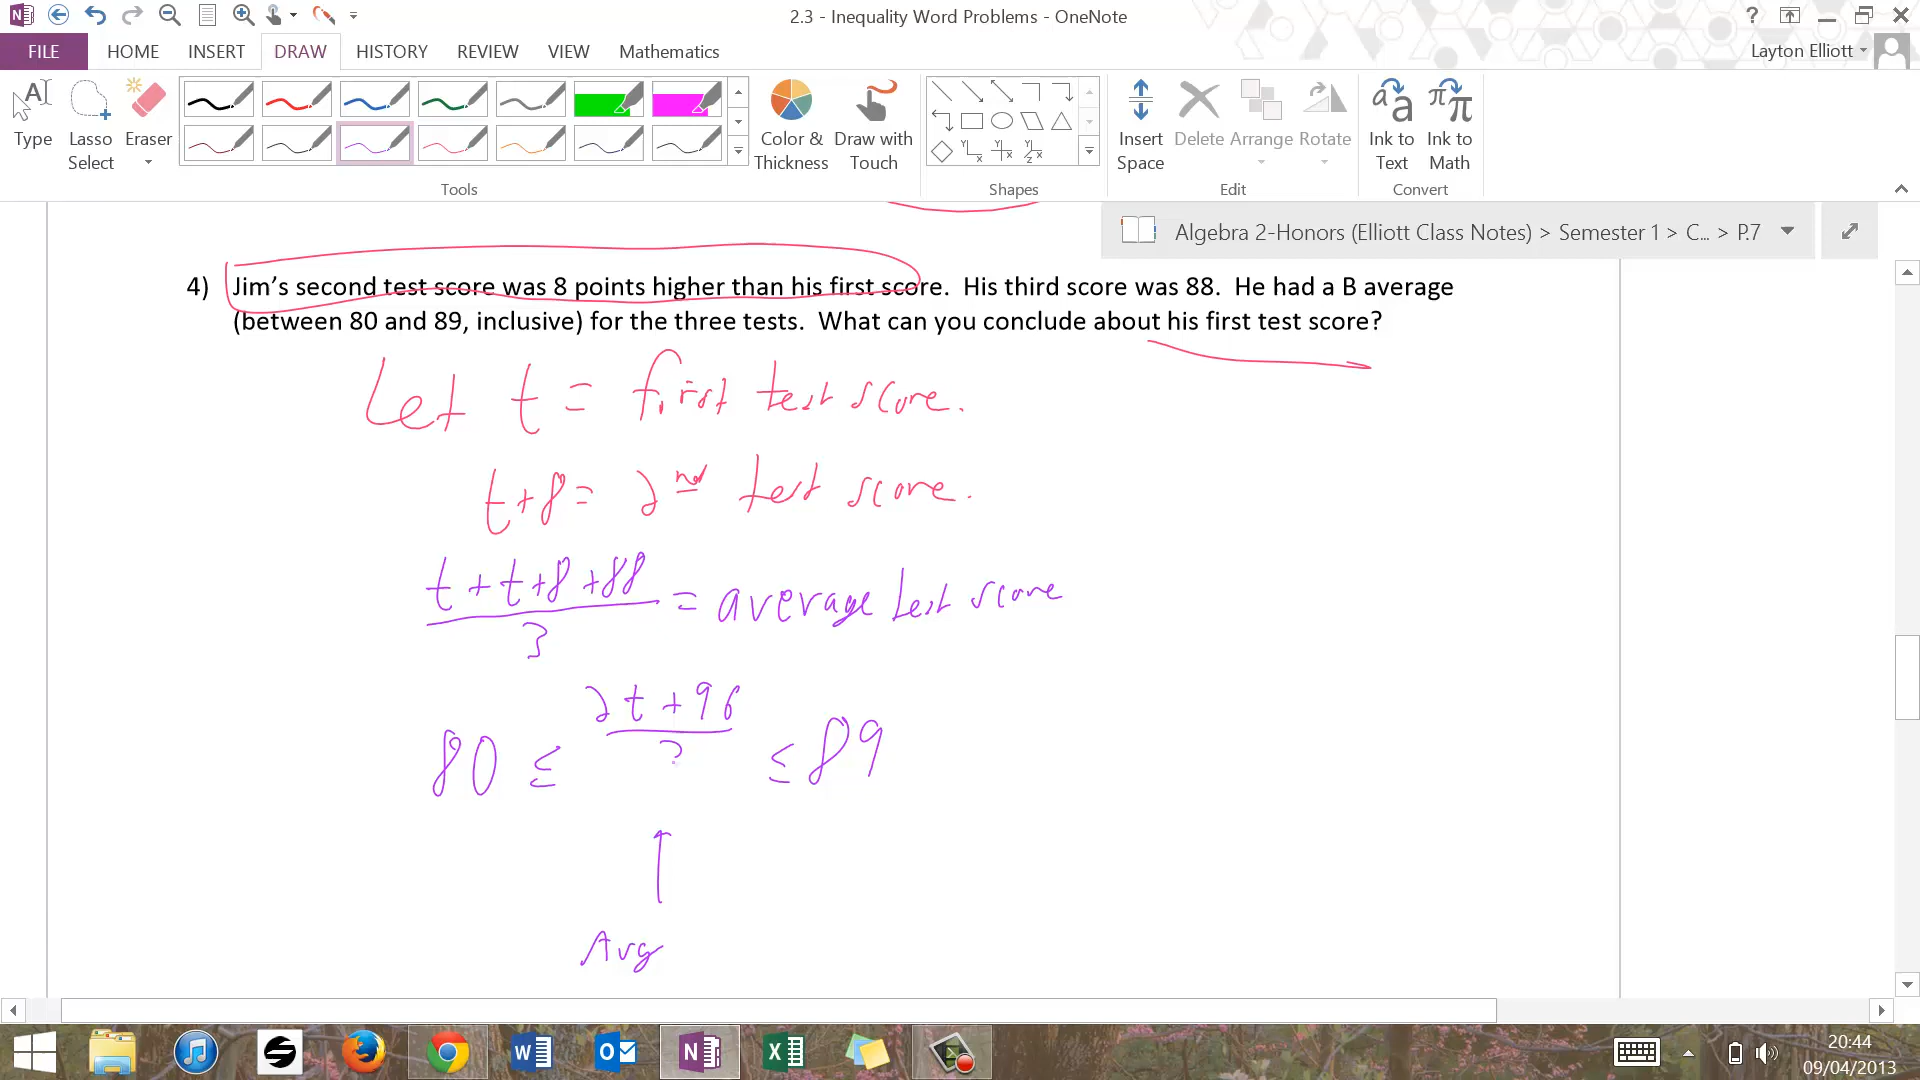 2.3 - Inequality Word Problems - OneNote
?
FILE HOME INSERT DRAW HISTORY REVIEW VIEW Mathematics
Layton Elliott
Type
Lasso Select
Eraser
Color & Thickness
Draw with Touch
Insert Space
Delete
Arrange
Rotate
Ink to Text
Ink to Math
Tools
Shapes
Edit
Convert
Algebra 2-Honors (Elliott Class Notes) > Semester 1 > C... > P.7
4) Jim's second test score was 8 points higher than his first score. His third score was 88. He had a B average
(between 80 and 89, inclusive) for the three tests. What can you conclude about his first test score?
Let t = first test score.
t+8= 2nd test score.
t+t+8+88
= average test score
3
2t+96
80 ≤ ≤ 89
3
Avg
20:44
09/04/2013